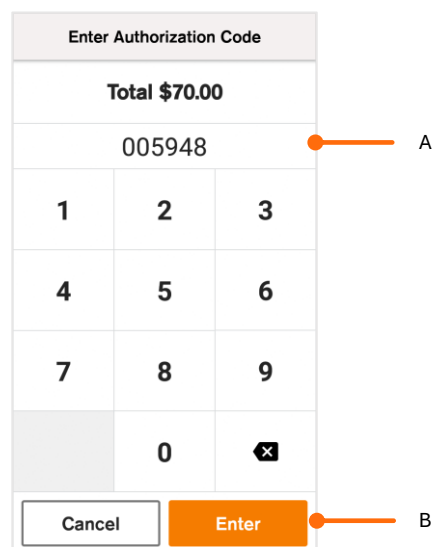 Enter Authorization Code
Total $70.00
005948 A
1 2 3
4 5 6
7 8 9
0
Cancel Enter B